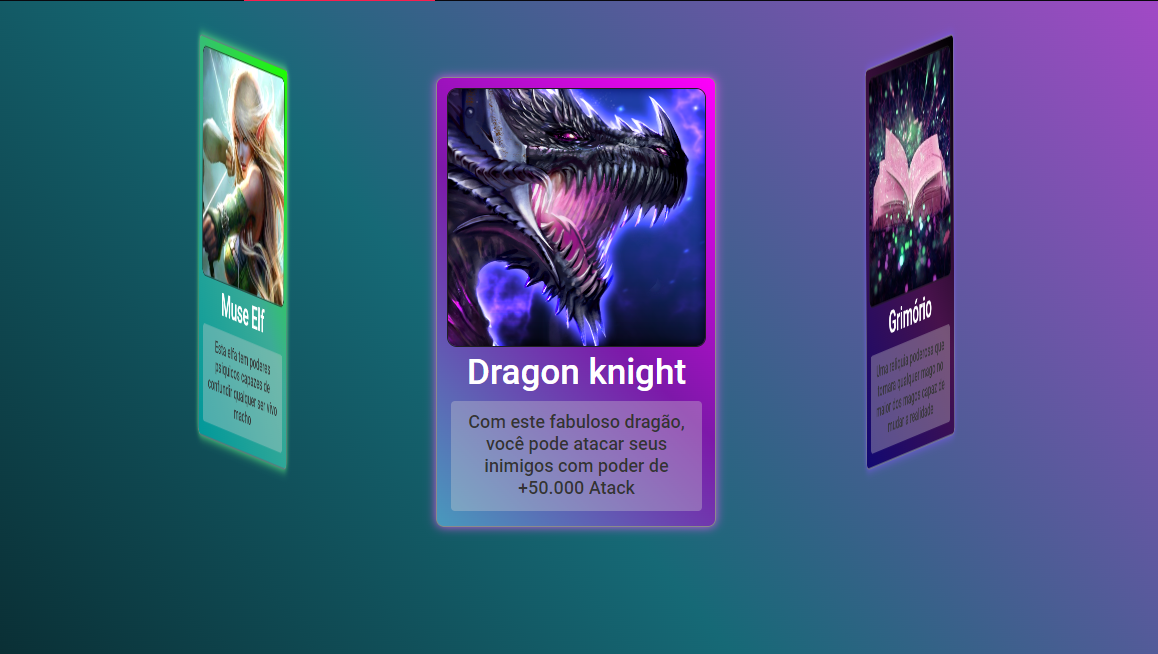 Muse Elf
Esta elfa tem poderes
psiquicos capazes de
confundir qualquer ser vivo
macho
Dragon knight
Com este fabuloso dragão,
você pode atacar seus
inimigos com poder de
+50.000 Atack
Grimório
Uma relíquia poderosa que
tornara qualquer mago no
maior dos magos capaz de
mudar a realidade